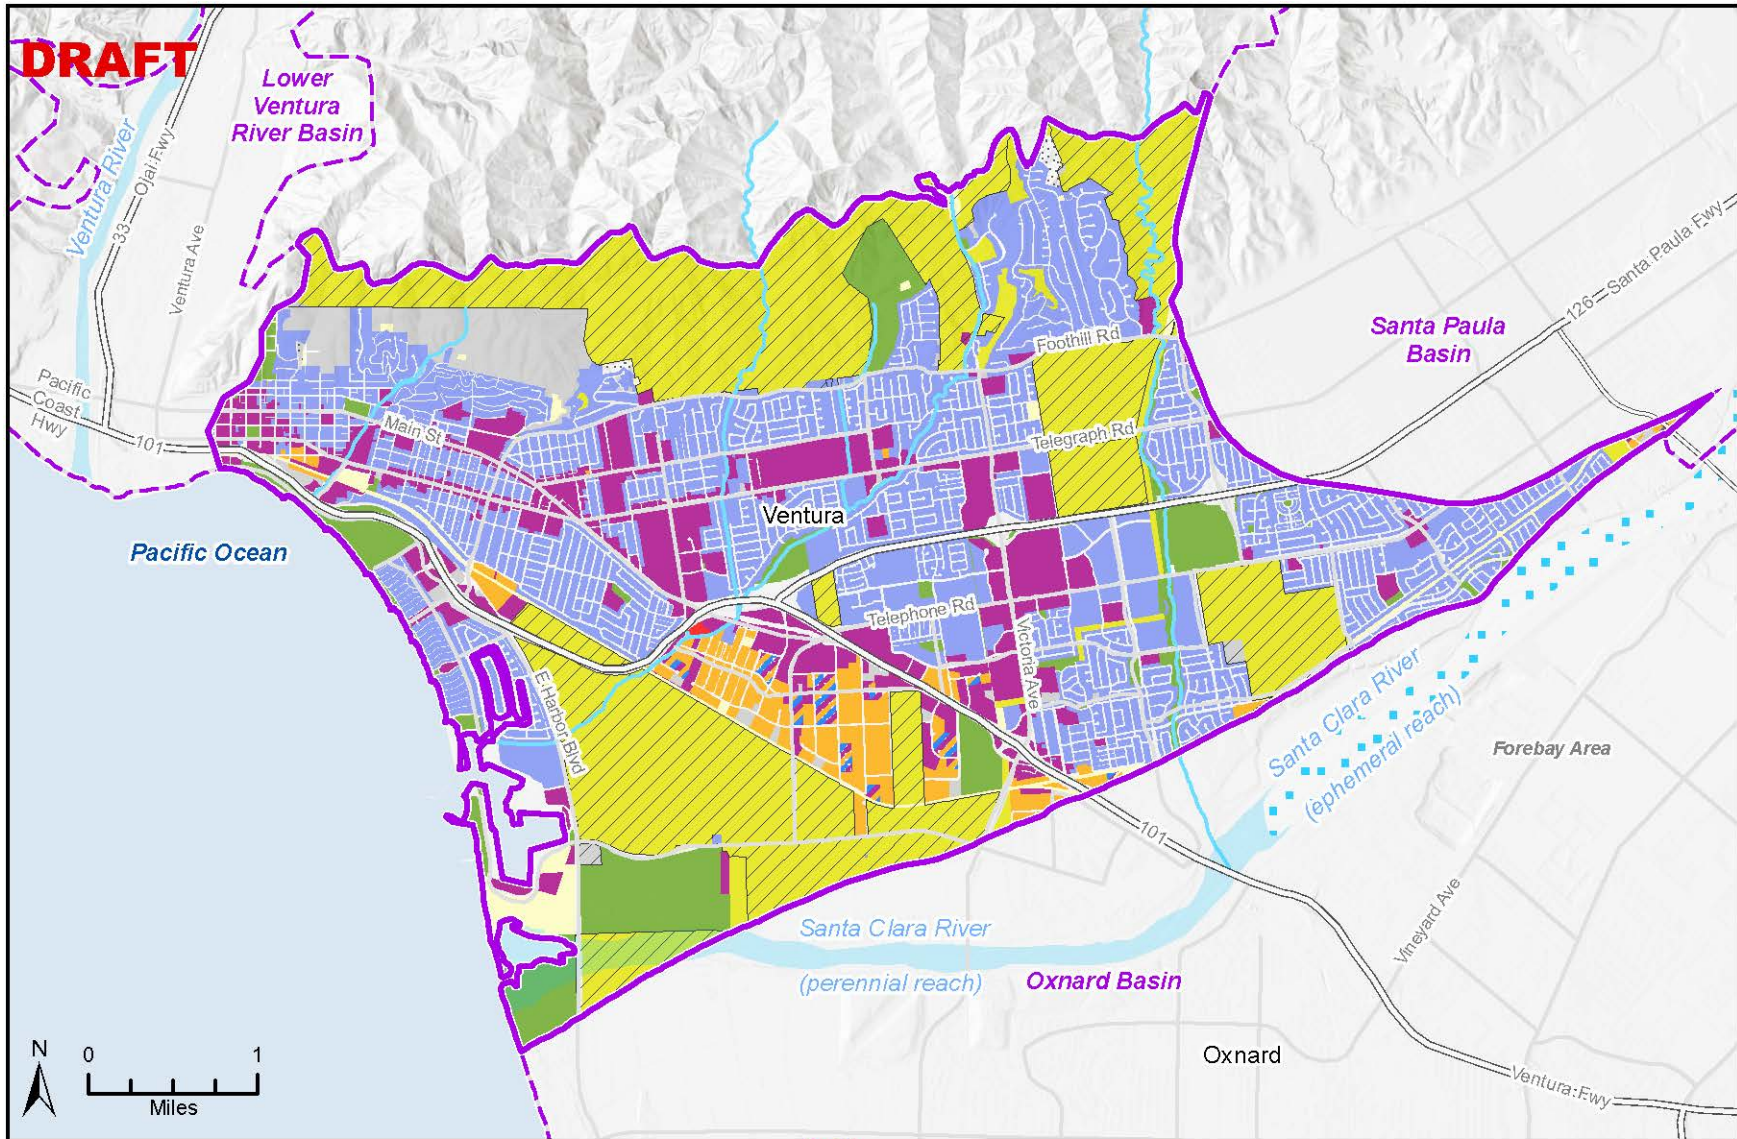 DRAFT
Lower
Ventura
River Basin
Ventura River
33
Ojai Fwy
Ventura Ave
Pacific
Coast
Hwy
101
Main St
Foothill Rd
Telegraph Rd
126
Santa Paula Fwy
Santa Paula
Basin
Ventura
Pacific Ocean
Telephone Rd
Victoria Ave
E Harbor Blvd
Santa Clara River
(ephemeral reach)
Forebay Area
101
Vineyard Ave
Santa Clara River
(perennial reach)
Oxnard Basin
Oxnard
Ventura Fwy
N
0 1
Miles